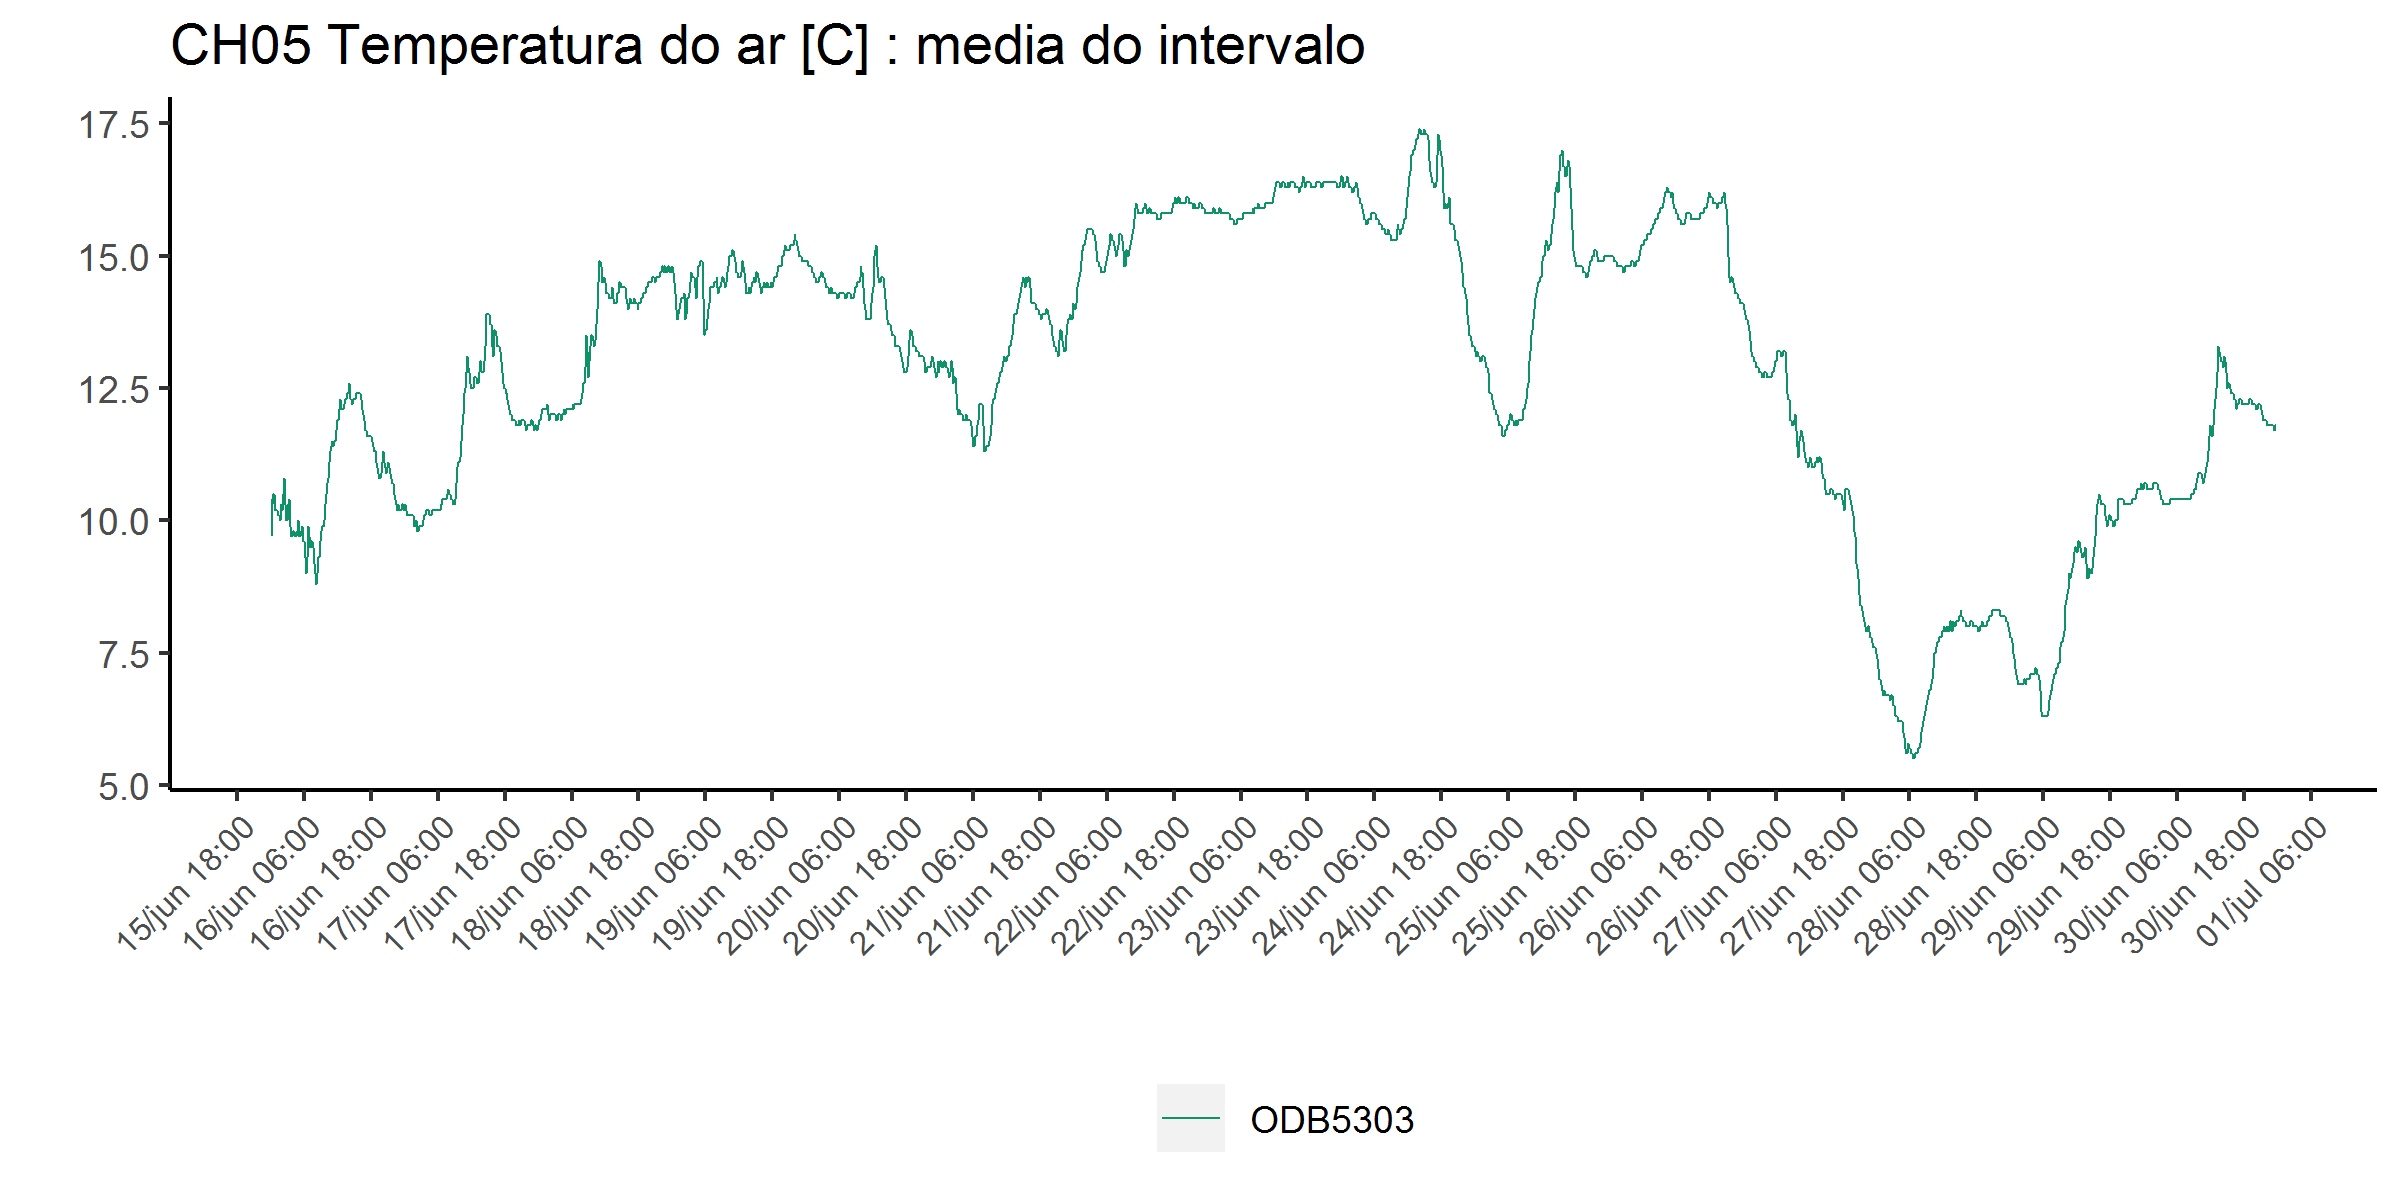 CH05 Temperatura do ar [C] : media do intervalo
17.5
15.0
12.5
10.0
7.5
5.0
15/jun 18:00
16/jun 06:00
16/jun 18:00
17/jun 06:00
17/jun 18:00
18/jun 06:00
18/jun 18:00
19/jun 06:00
19/jun 18:00
20/jun 06:00
20/jun 18:00
21/jun 06:00
21/jun 18:00
22/jun 06:00
22/jun 18:00
23/jun 06:00
23/jun 18:00
24/jun 06:00
24/jun 18:00
25/jun 06:00
25/jun 18:00
26/jun 06:00
26/jun 18:00
27/jun 06:00
27/jun 18:00
28/jun 06:00
28/jun 18:00
29/jun 06:00
29/jun 18:00
30/jun 06:00
30/jun 18:00
01/jul 06:00
ODB5303